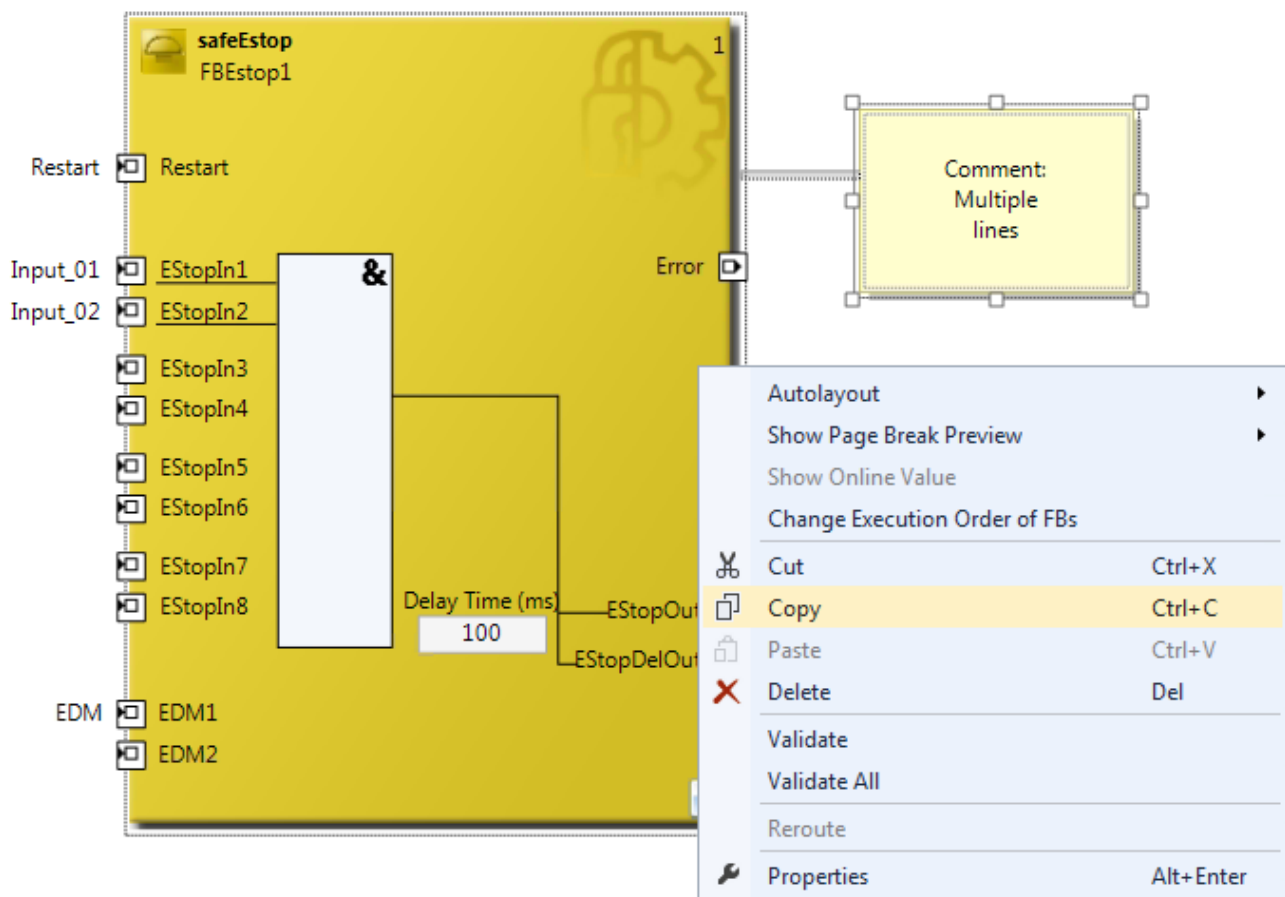 safeEstop
FBEstop1
1
Restart
Restart
Comment:
Multiple
lines
Error
Input_01
EStopIn1
&
Input_02
EStopIn2
EStopIn3
EStopIn4
EStopIn5
EStopIn6
EStopIn7
EStopIn8
Delay Time (ms)
100
EStopOut
EStopDelOut
EDM
EDM1
EDM2
Autolayout
Show Page Break Preview
Show Online Value
Change Execution Order of FBs
Cut Ctrl+X
Copy Ctrl+C
Paste Ctrl+V
Delete Del
Validate
Validate All
Reroute
Properties Alt+Enter